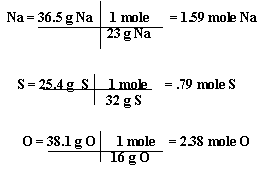 Na = 36.5 g Na 1 mole = 1.59 mole Na
23 g Na
S = 25.4 g S 1 mole = .79 mole S
32 g S
O = 38.1 g O 1 mole = 2.38 mole O
16 g O